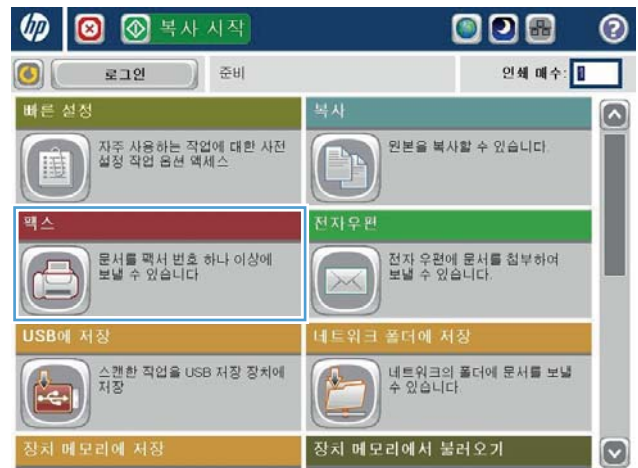 hp 복사 시작 ?
로그인 준비 인쇄 매수: 1
빠른 설정
자주 사용하는 작업에 대한 사전
설정 작업 옵션 액세스
복사
원본을 복사할 수 있습니다.
팩스
문서를 팩서 번호 하나 이상에
보낼 수 있습니다
전자우편
전자 우편에 문서를 첨부하여
보낼 수 있습니다.
USB에 저장
스캔한 작업을 USB 저장 장치에
저장
네트워크 폴더에 저장
네트워크의 폴더에 문서를 보낼
수 있습니다
장치 메모리에 저장
장치 메모리에서 불러오기